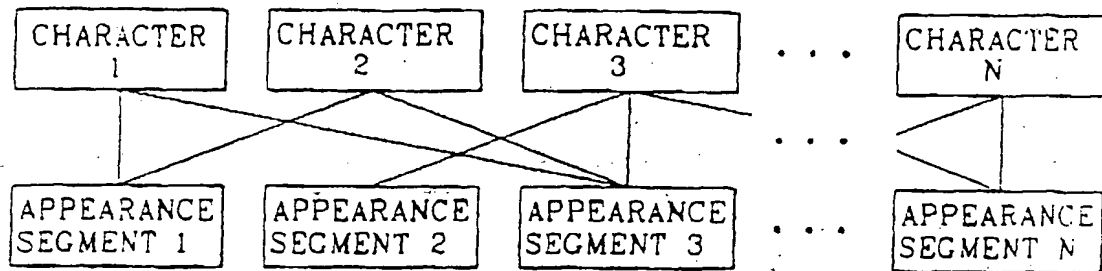 CHARACTER
1
CHARACTER
2
CHARACTER
3
. . .
CHARACTER
N
. . .
APPEARANCE
SEGMENT 1
APPEARANCE
SEGMENT 2
APPEARANCE
SEGMENT 3
. . .
APPEARANCE
SEGMENT N